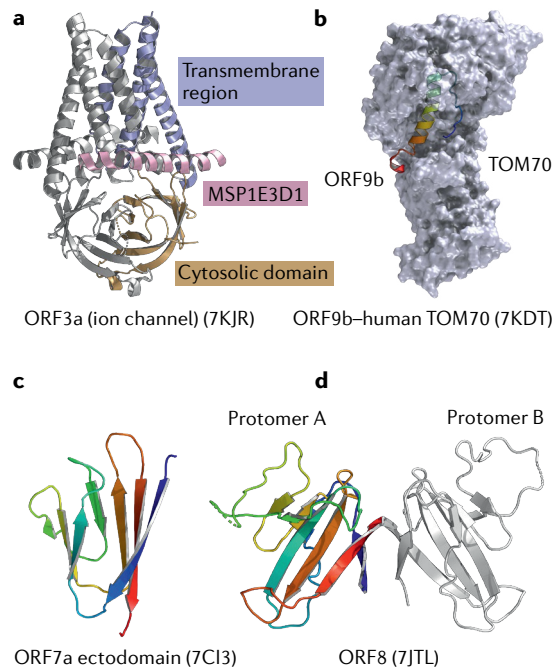 a
Transmembrane
region
MSP1E3D1
Cytosolic domain
ORF3a (ion channel) (7KJR)
b
ORF9b
TOM70
ORF9b–human TOM70 (7KDT)
c
ORF7a ectodomain (7CI3)
d
Protomer A
Protomer B
ORF8 (7JTL)